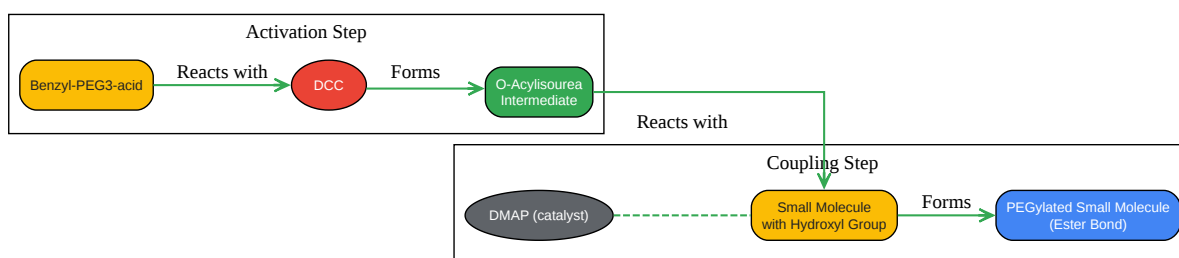 Activation Step
Benzyl-PEG3-acid
Reacts with
DCC
Forms
O-Acylisourea
Intermediate
Reacts with
Coupling Step
DMAP (catalyst)
Small Molecule
with Hydroxyl Group
Forms
PEGylated Small Molecule
(Ester Bond)